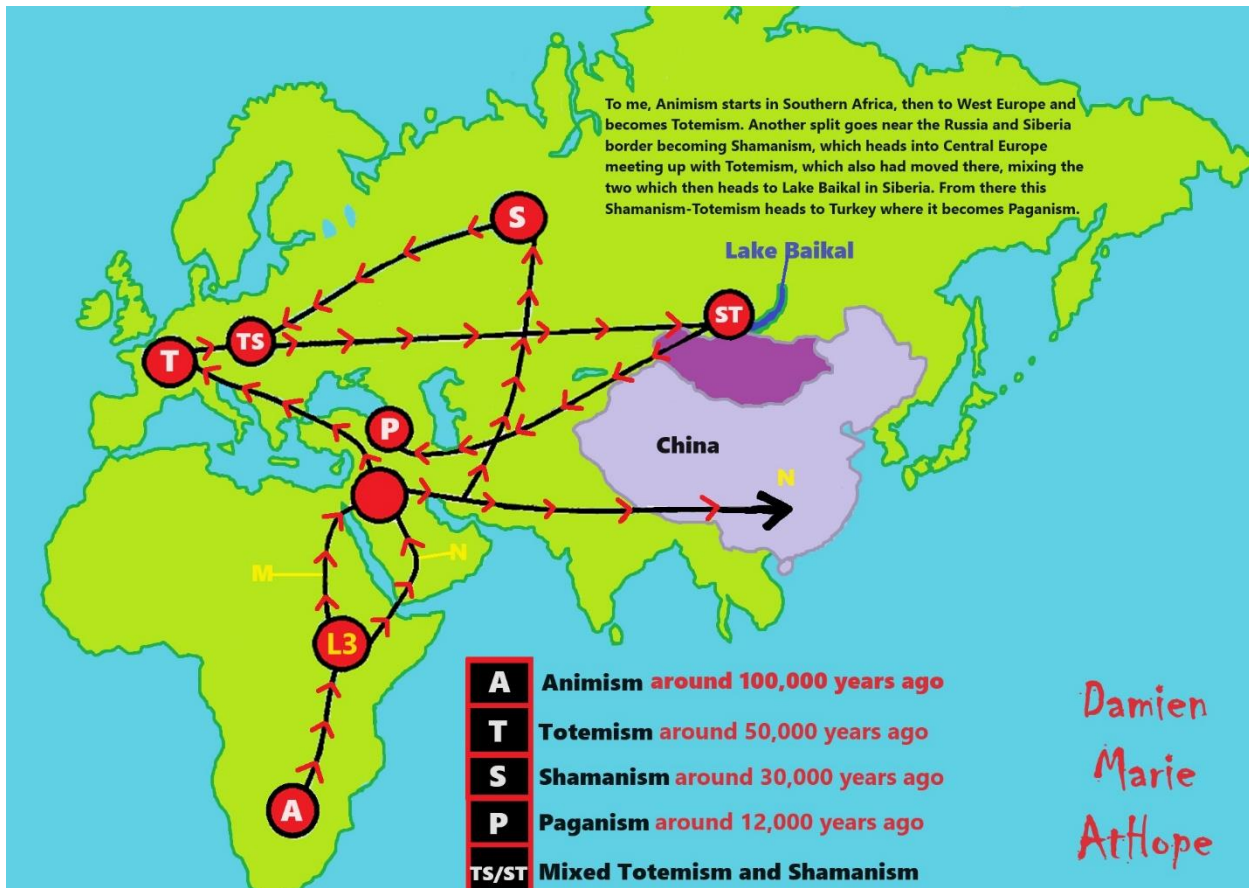 To me, Animism starts in Southern Africa, then to West Europe and
becomes Totemism. Another split goes near the Russia and Siberia
border becoming Shamanism, which heads into Central Europe
meeting up with Totemism, which also had moved there, mixing the
two which then heads to Lake Baikal in Siberia. From there this
Shamanism-Totemism heads to Turkey where it becomes Paganism.
S
Lake Baikal
ST
TS
T
P
China
N
M
N
L3
A
A Animism around 100,000 years ago
T Totemism around 50,000 years ago
S Shamanism around 30,000 years ago
P Paganism around 12,000 years ago
TS/ST Mixed Totemism and Shamanism
Damien
Marie
AtHope